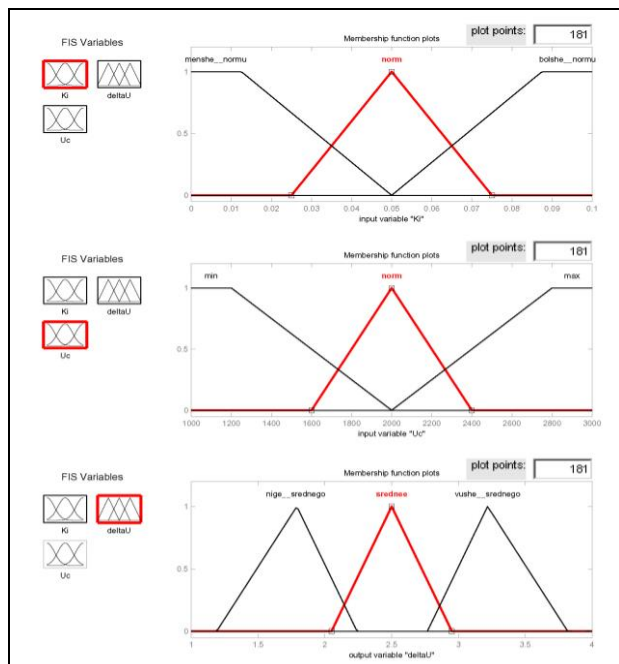 FIS Variables
Ki
deltaU
Uc
plot points:
181
Membership function plots
menshe__normu
norm
bolshe__normu
1
0.5
0
0 0.01 0.02 0.03 0.04 0.05 0.06 0.07 0.08 0.09 0.1
input variable "Ki"
FIS Variables
Ki
deltaU
Uc
plot points:
181
Membership function plots
min
norm
max
1
0.5
0
1000 1200 1400 1600 1800 2000 2200 2400 2600 2800 3000
input variable "Uc"
FIS Variables
Ki
deltaU
Uc
plot points:
181
Membership function plots
nige__srednego
srednee
vushe__srednego
1
0.5
0
1 1.5 2 2.5 3 3.5 4
output variable "deltaU"